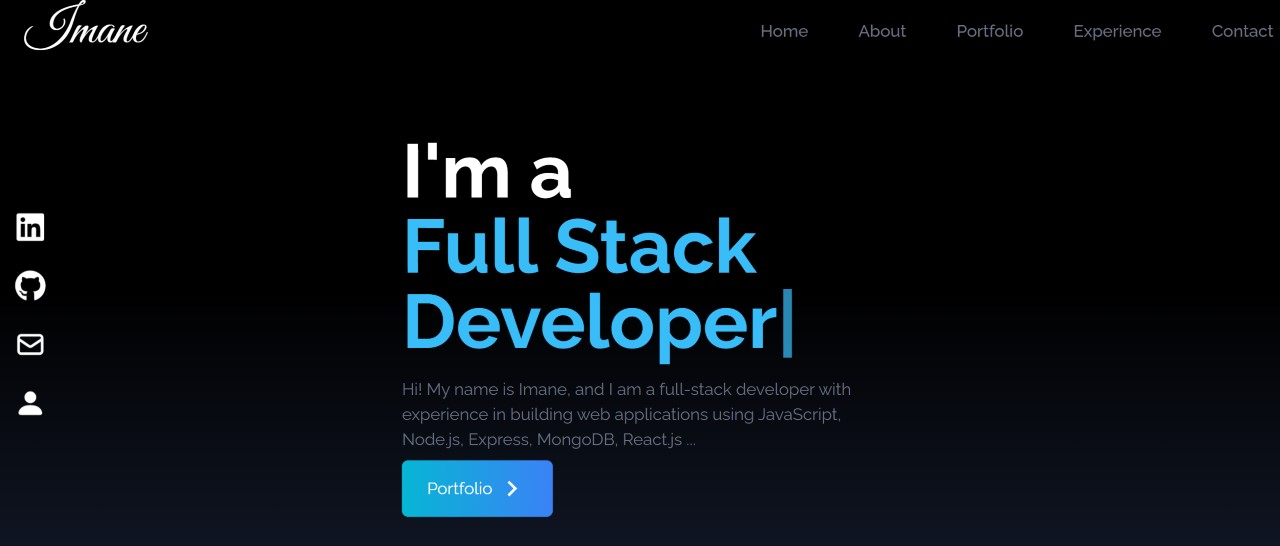 Imane
Home About Portfolio Experience Contact
I'm a
Full Stack
Developer|
in
Hi! My name is Imane, and I am a full-stack developer with
experience in building web applications using JavaScript,
Node.js, Express, MongoDB, React.js ...
Portfolio